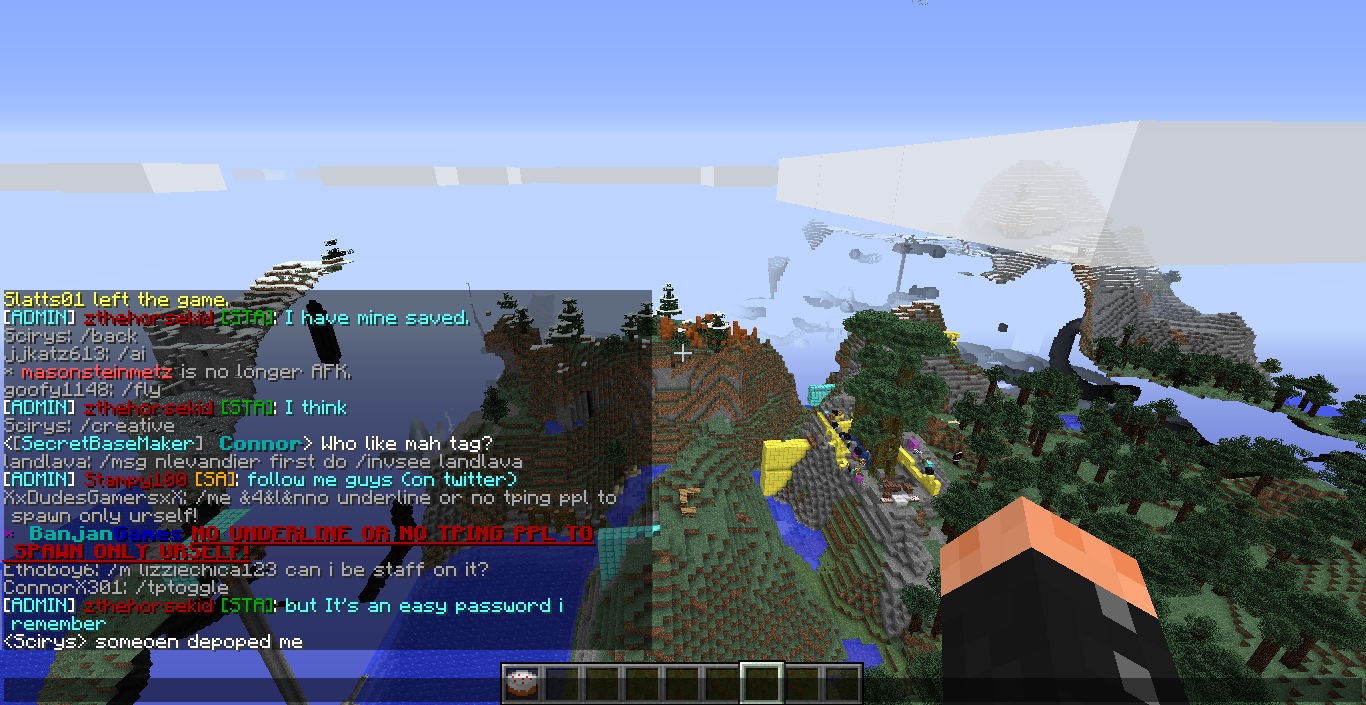 Slatts01 left the game.
[ADMIN] zthehorsekid [STA]: I have mine saved.
Scirys: /back
jjkatz613: /ai
* masonsteinmetz is no longer AFK.
goofy1148: /fly
[ADMIN] zthehorsekid [STA]: I think
Scirys: /creative
<[SecretBaseMaker] Connor> Who like mah tag?
landlava: /msg nlevandier first do /invsee landlava
[ADMIN] Stampy100 [SA]: follow me guys (on twitter)
XxDudesGamersxX: /me &4&l&nno underline or no tping ppl to
spawn only urself!
* BanjanGames NO UNDERLINE OR NO TPING PPL TO
SPAWN ONLY URSELF!
Ethoboy6: /m lizziechica123 can i be staff on it?
ConnorX301: /tptoggle
[ADMIN] zthehorsekid [STA]: but It's an easy password i
remember
<Scirys> someoen depoped me